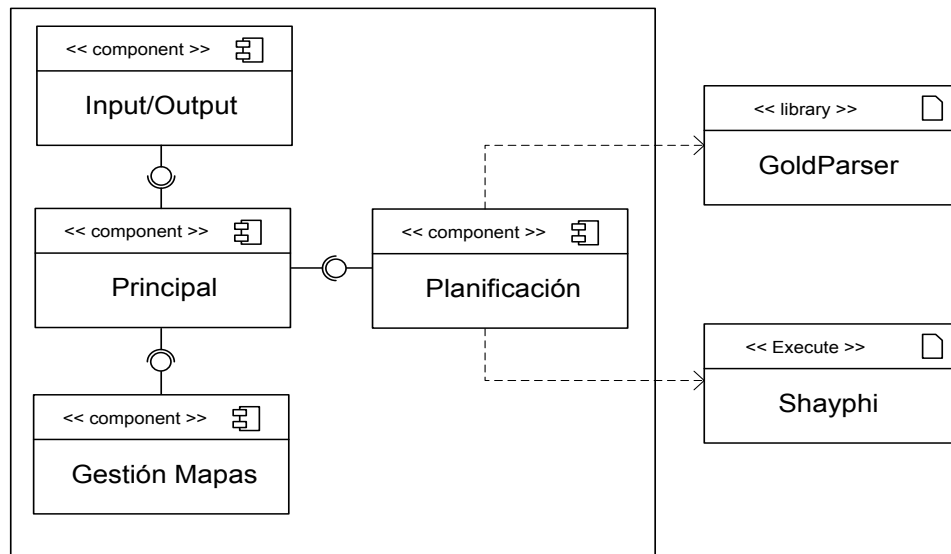 << component >>
Input/Output
<< library >>
GoldParser
<< component >>
Principal
<< component >>
Planificación
<< Execute >>
Shayphi
<< component >>
Gestión Mapas